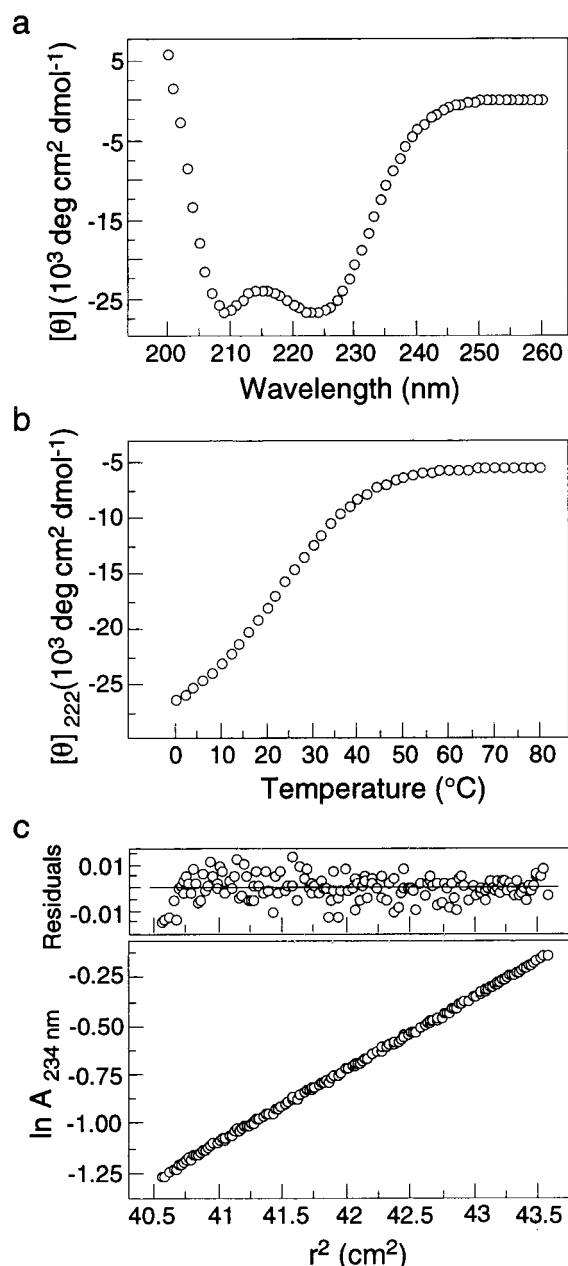 a
5
-5
-15
-25
[θ] (10³ deg cm² dmol⁻¹)
200 210 220 230 240 250 260
Wavelength (nm)
b
-5
-10
-15
-20
-25
[θ] 222(10³ deg cm² dmol⁻¹)
0 10 20 30 40 50 60 70 80
Temperature (°C)
c
Residuals
0.01
-0.01
-0.25
-0.50
-0.75
-1.00
-1.25
ln A 234 nm
40.5 41 41.5 42 42.5 43 43.5
r² (cm²)